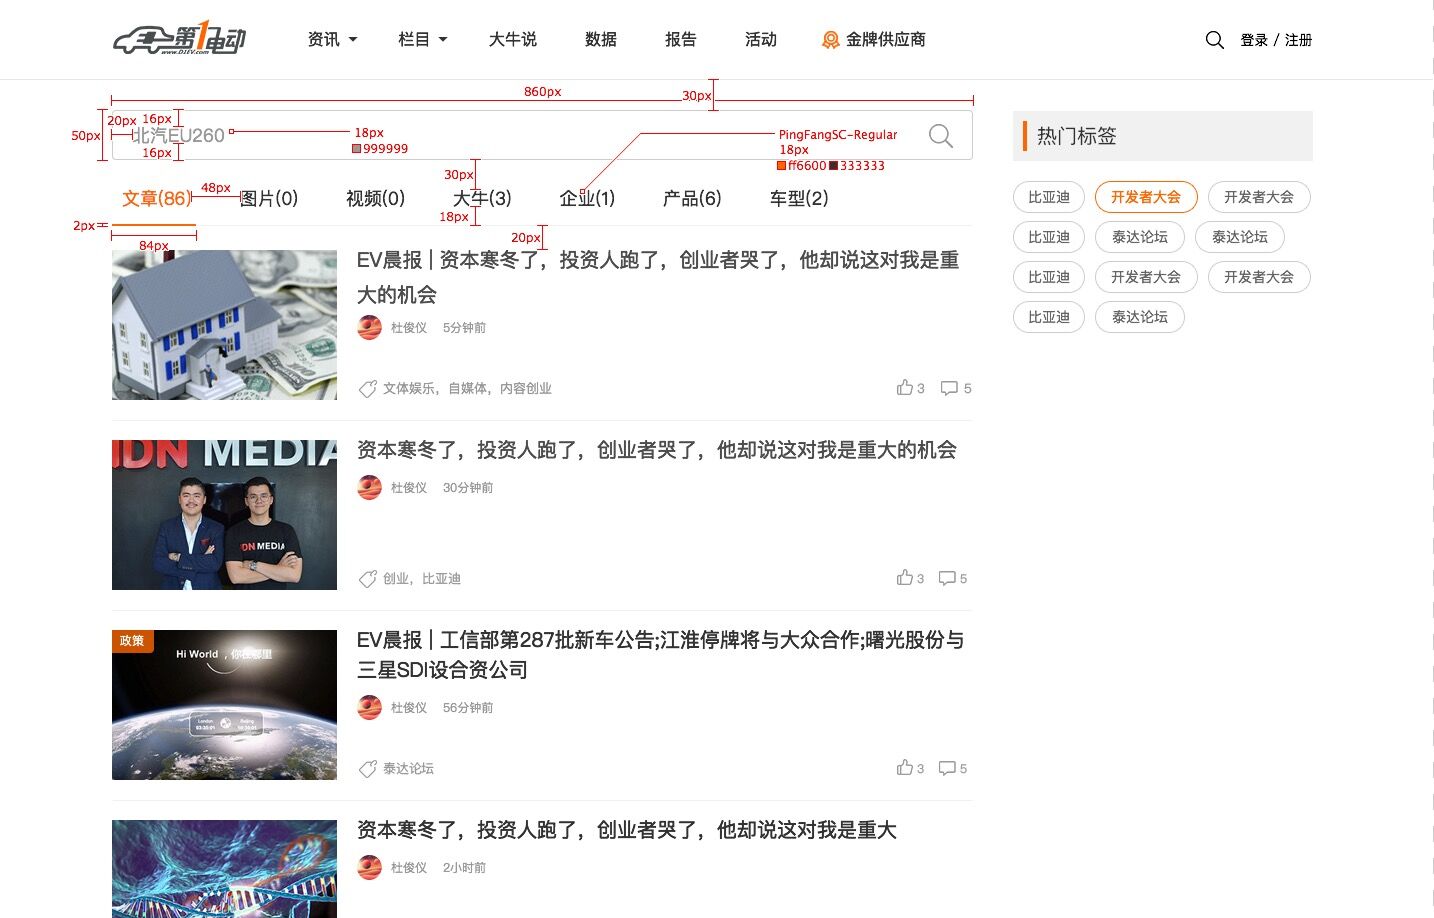 第1电动
www.D1EV.com
资讯 栏目 大牛说 数据 报告 活动 金牌供应商 登录 / 注册
860px
30px
50px
20px
16px
北汽EU260
16px
18px
999999
PingFangSC-Regular
18px
ff6600 333333
热门标签
30px
文章(86) 图片(0) 视频(0) 大牛(3) 企业(1) 产品(6) 车型(2)
48px
18px
2px
84px
20px
比亚迪 开发者大会 开发者大会
比亚迪 泰达论坛 泰达论坛
比亚迪 开发者大会 开发者大会
比亚迪 泰达论坛
EV晨报 | 资本寒冬了，投资人跑了，创业者哭了，他却说这对我是重
大的机会
杜俊仪 5分钟前
文体娱乐，自媒体，内容创业 3 5
IDN MEDIA
IDN MEDIA
资本寒冬了，投资人跑了，创业者哭了，他却说这对我是重大的机会
杜俊仪 30分钟前
创业，比亚迪 3 5
政策
Hi World ，你在哪里
London Beijing
EV晨报 | 工信部第287批新车公告;江淮停牌将与大众合作;曙光股份与
三星SDI设合资公司
杜俊仪 56分钟前
泰达论坛 3 5
资本寒冬了，投资人跑了，创业者哭了，他却说这对我是重大
杜俊仪 2小时前